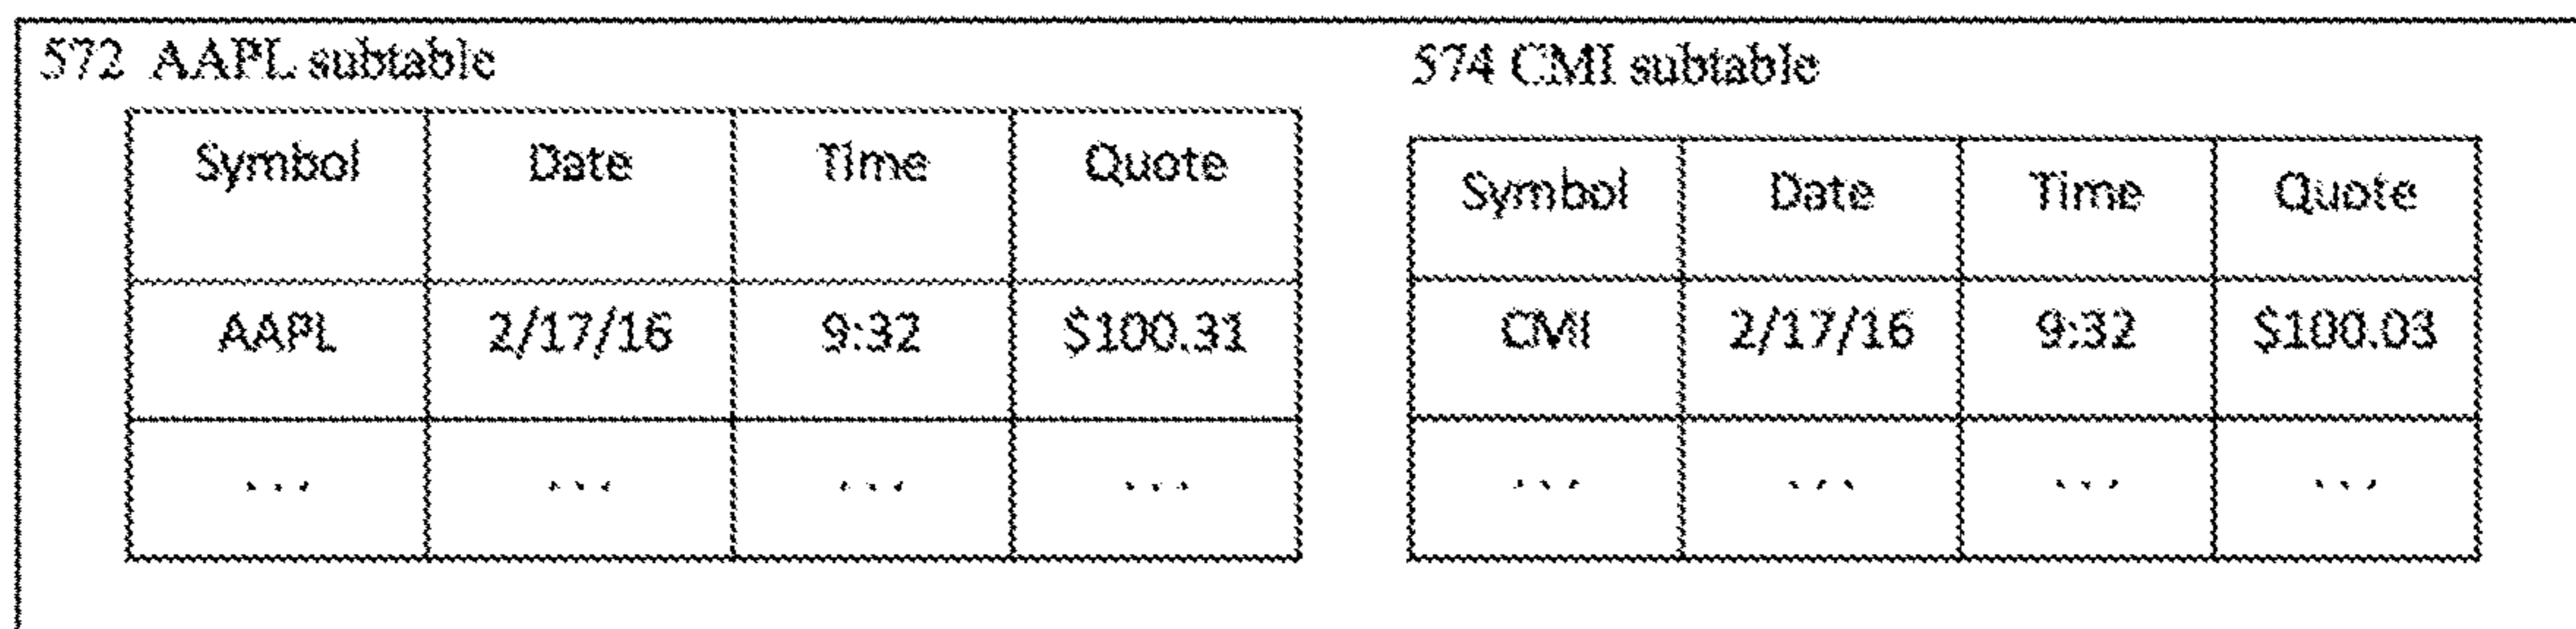 572 AAPL subtable
Symbol Date Time Quote
AAPL 2/17/16 9:32 $100.31
... ... ... ...
574 CMI subtable
Symbol Date Time Quote
CMI 2/17/16 9:32 $100.03
... ... ... ...